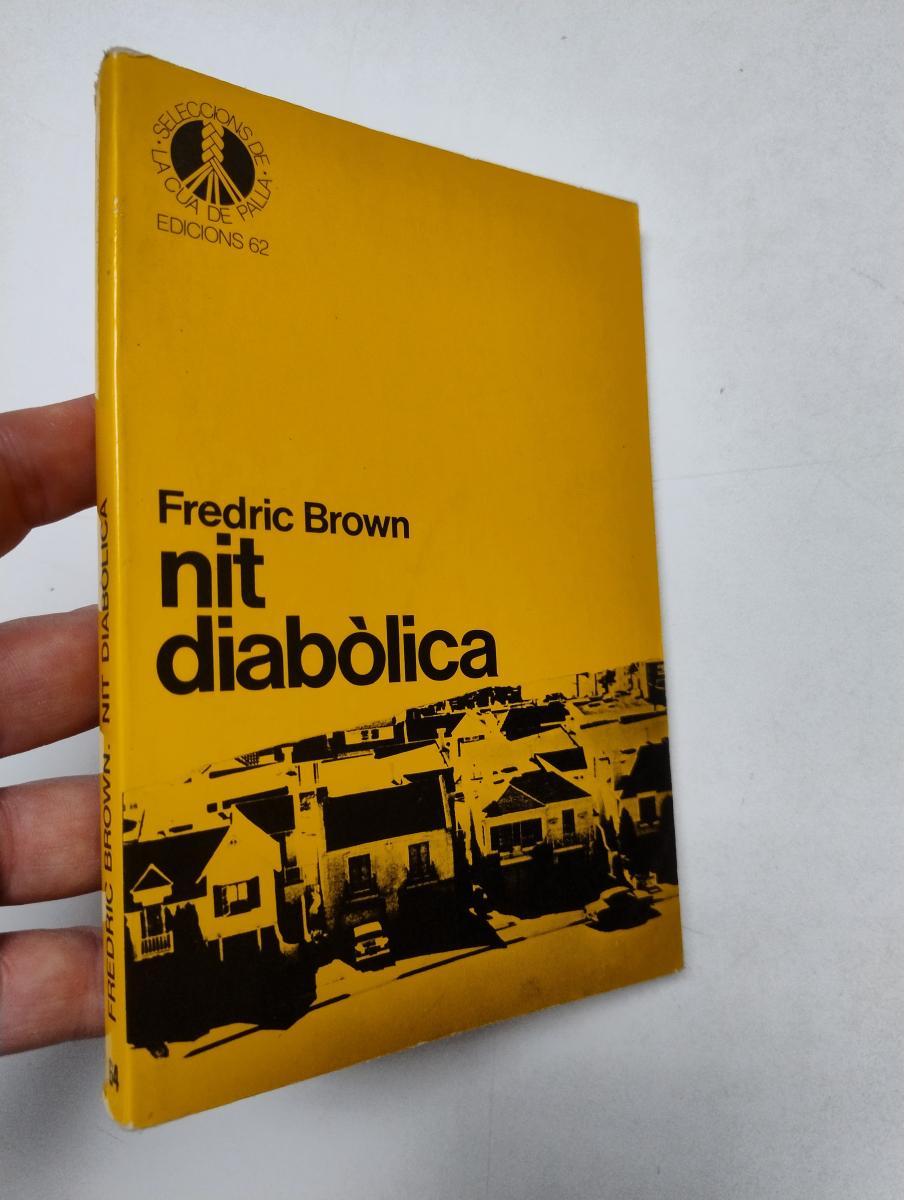 SELECCIONS DE
· LA CUA DE PALLA ·
EDICIONS 62
Fredric Brown
nit
diabòlica
FREDRIC BROWN. NIT DIABÒLICA